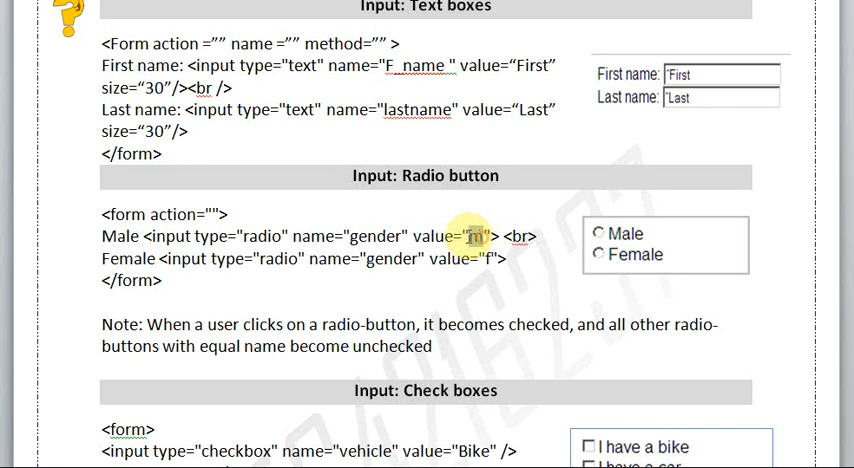 Input: Text boxes
<Form action =”” name =”” method=”” >
First name: <input type="text" name="F_name " value=“First”
size=“30”/><br />
Last name: <input type="text" name="lastname" value=“Last”
size=“30”/>
</form>
First name: "First
Last name: "Last
Input: Radio button
<form action="">
Male <input type="radio" name="gender" value="m"> <br>
Female <input type="radio" name="gender" value="f">
</form>
Male
Female
Note: When a user clicks on a radio-button, it becomes checked, and all other radio-
buttons with equal name become unchecked
Input: Check boxes
<form>
<input type="checkbox" name="vehicle" value="Bike" />
I have a bike
I have a car